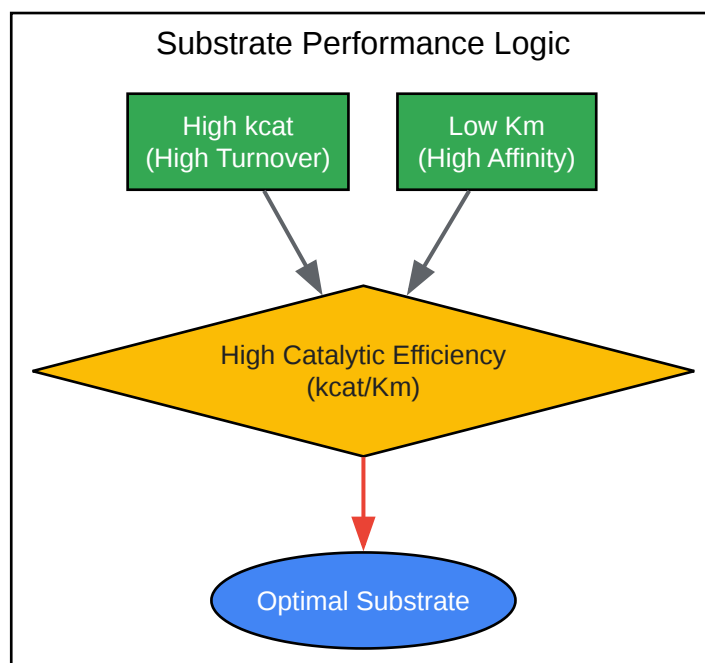 Substrate Performance Logic
High kcat
(High Turnover)
Low Km
(High Affinity)
High Catalytic Efficiency
(kcat/Km)
Optimal Substrate